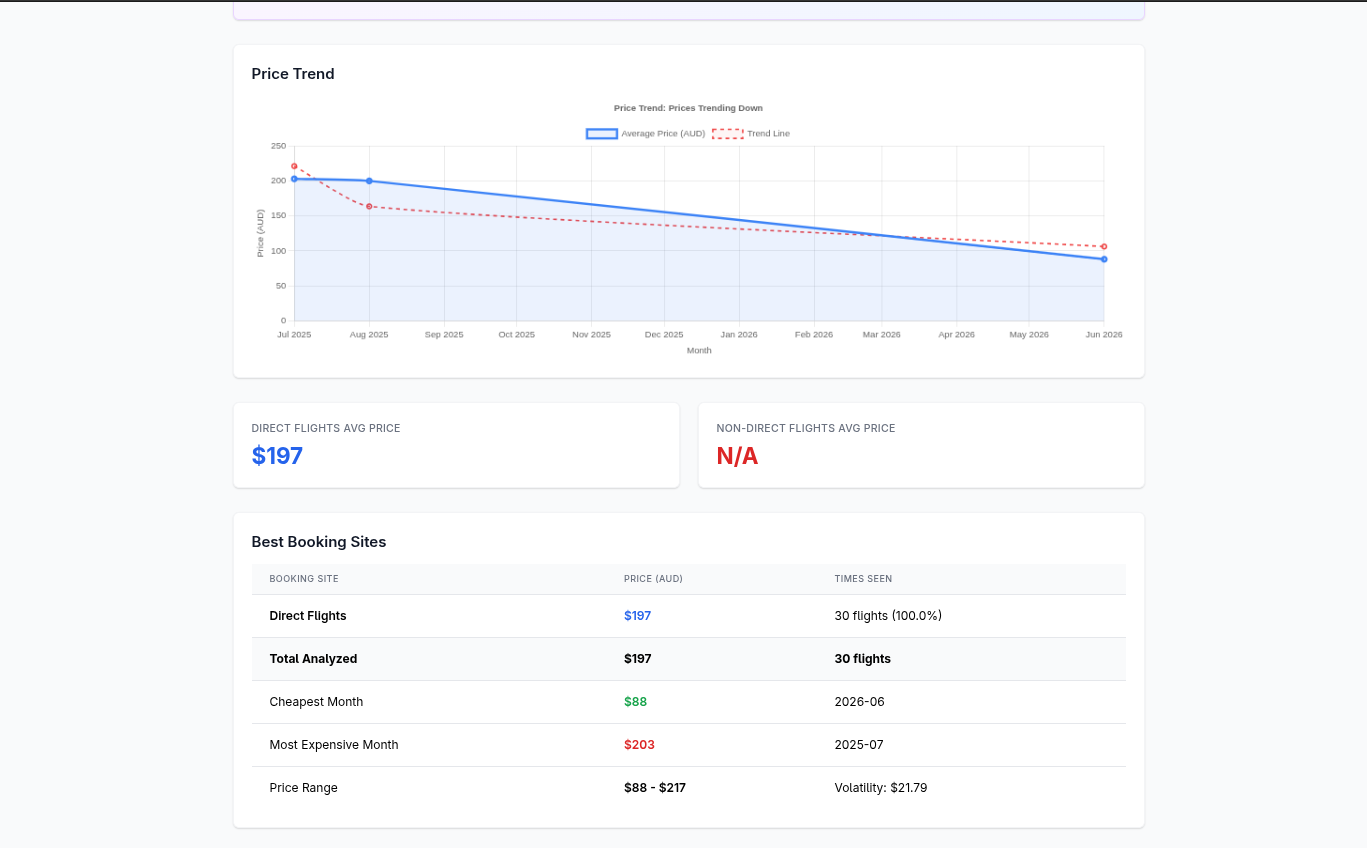 Price Trend
Price Trend: Prices Trending Down
Average Price (AUD) Trend Line
250
200
150
100
50
0
Price (AUD)
Jul 2025 Aug 2025 Sep 2025 Oct 2025 Nov 2025 Dec 2025 Jan 2026 Feb 2026 Mar 2026 Apr 2026 May 2026 Jun 2026
Month
DIRECT FLIGHTS AVG PRICE
$197
NON-DIRECT FLIGHTS AVG PRICE
N/A
Best Booking Sites
BOOKING SITE PRICE (AUD) TIMES SEEN
Direct Flights $197 30 flights (100.0%)
Total Analyzed $197 30 flights
Cheapest Month $88 2026-06
Most Expensive Month $203 2025-07
Price Range $88 - $217 Volatility: $21.79